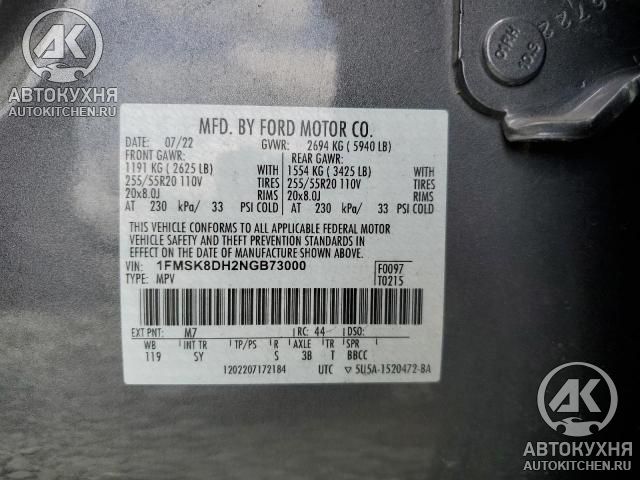 АВТОКУХНЯ
AUTOKITCHEN.RU
MFD. BY FORD MOTOR CO.
DATE: 07/22 GVWR: 2694 KG ( 5940 LB)
FRONT GAWR: REAR GAWR:
1191 KG ( 2625 LB) WITH 1554 KG ( 3425 LB) WITH
255/55R20 110V TIRES 255/55R20 110V TIRES
20x8.0J RIMS 20x8.0J RIMS
AT 230 kPa/ 33 PSI COLD AT 230 kPa/ 33 PSI COLD
THIS VEHICLE CONFORMS TO ALL APPLICABLE FEDERAL MOTOR
VEHICLE SAFETY AND THEFT PREVENTION STANDARDS IN
EFFECT ON THE DATE OF MANUFACTURE SHOWN ABOVE.
VIN: 1FMSK8DH2NGB73000 F0097
TYPE: MPV T0215
EXT PNT: M7 RC: 44 DSO:
WB INT TR TP/PS R AXLE TR SPR
119 SY S 3B T BBCC
1202207172184 UTC ▽ 5U5A-1520472-BA
АК
АВТОКУХНЯ
AUTOKITCHEN.RU